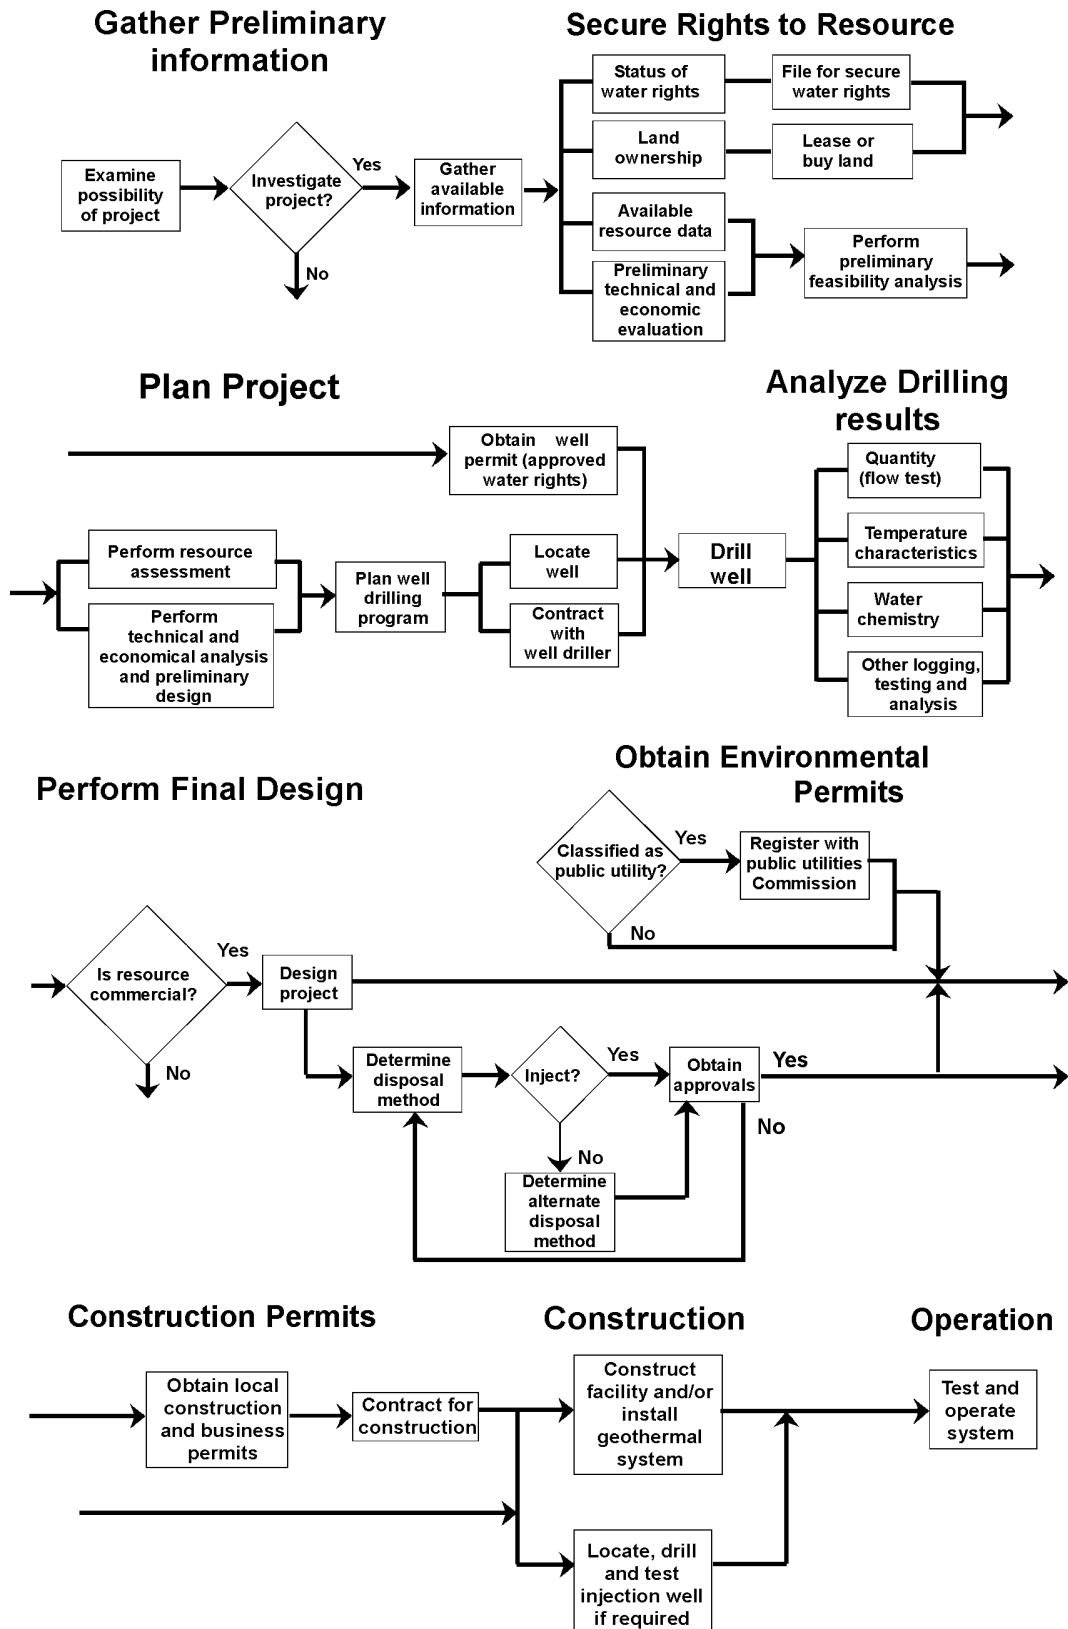 Gather Preliminary
information
Secure Rights to Resource
Examine
possibility
of project
Investigate
project?
Yes
No
Gather
available
information
Status of
water rights
File for secure
water rights
Land
ownership
Lease or
buy land
Available
resource data
Preliminary
technical and
economic
evaluation
Perform
preliminary
feasibility analysis
Plan Project
Analyze Drilling
results
Obtain well
permit (approved
water rights)
Perform resource
assessment
Perform
technical and
economical analysis
and preliminary
design
Plan well
drilling
program
Locate
well
Contract with
well driller
Drill
well
Quantity
(flow test)
Temperature
characteristics
Water
chemistry
Other logging,
testing and
analysis
Perform Final Design
Obtain Environmental
Permits
Classified as
public utility?
Yes
No
Register with
public utilities
Commission
Is resource
commercial?
Yes
No
Design
project
Determine
disposal
method
Inject?
Yes
No
Obtain
approvals
Yes
No
Determine
alternate
disposal
method
Construction Permits
Construction
Operation
Obtain local
construction
and business
permits
Contract for
construction
Construct
facility and/or
install
geothermal
system
Test and
operate
system
Locate, drill
and test
injection well
if required